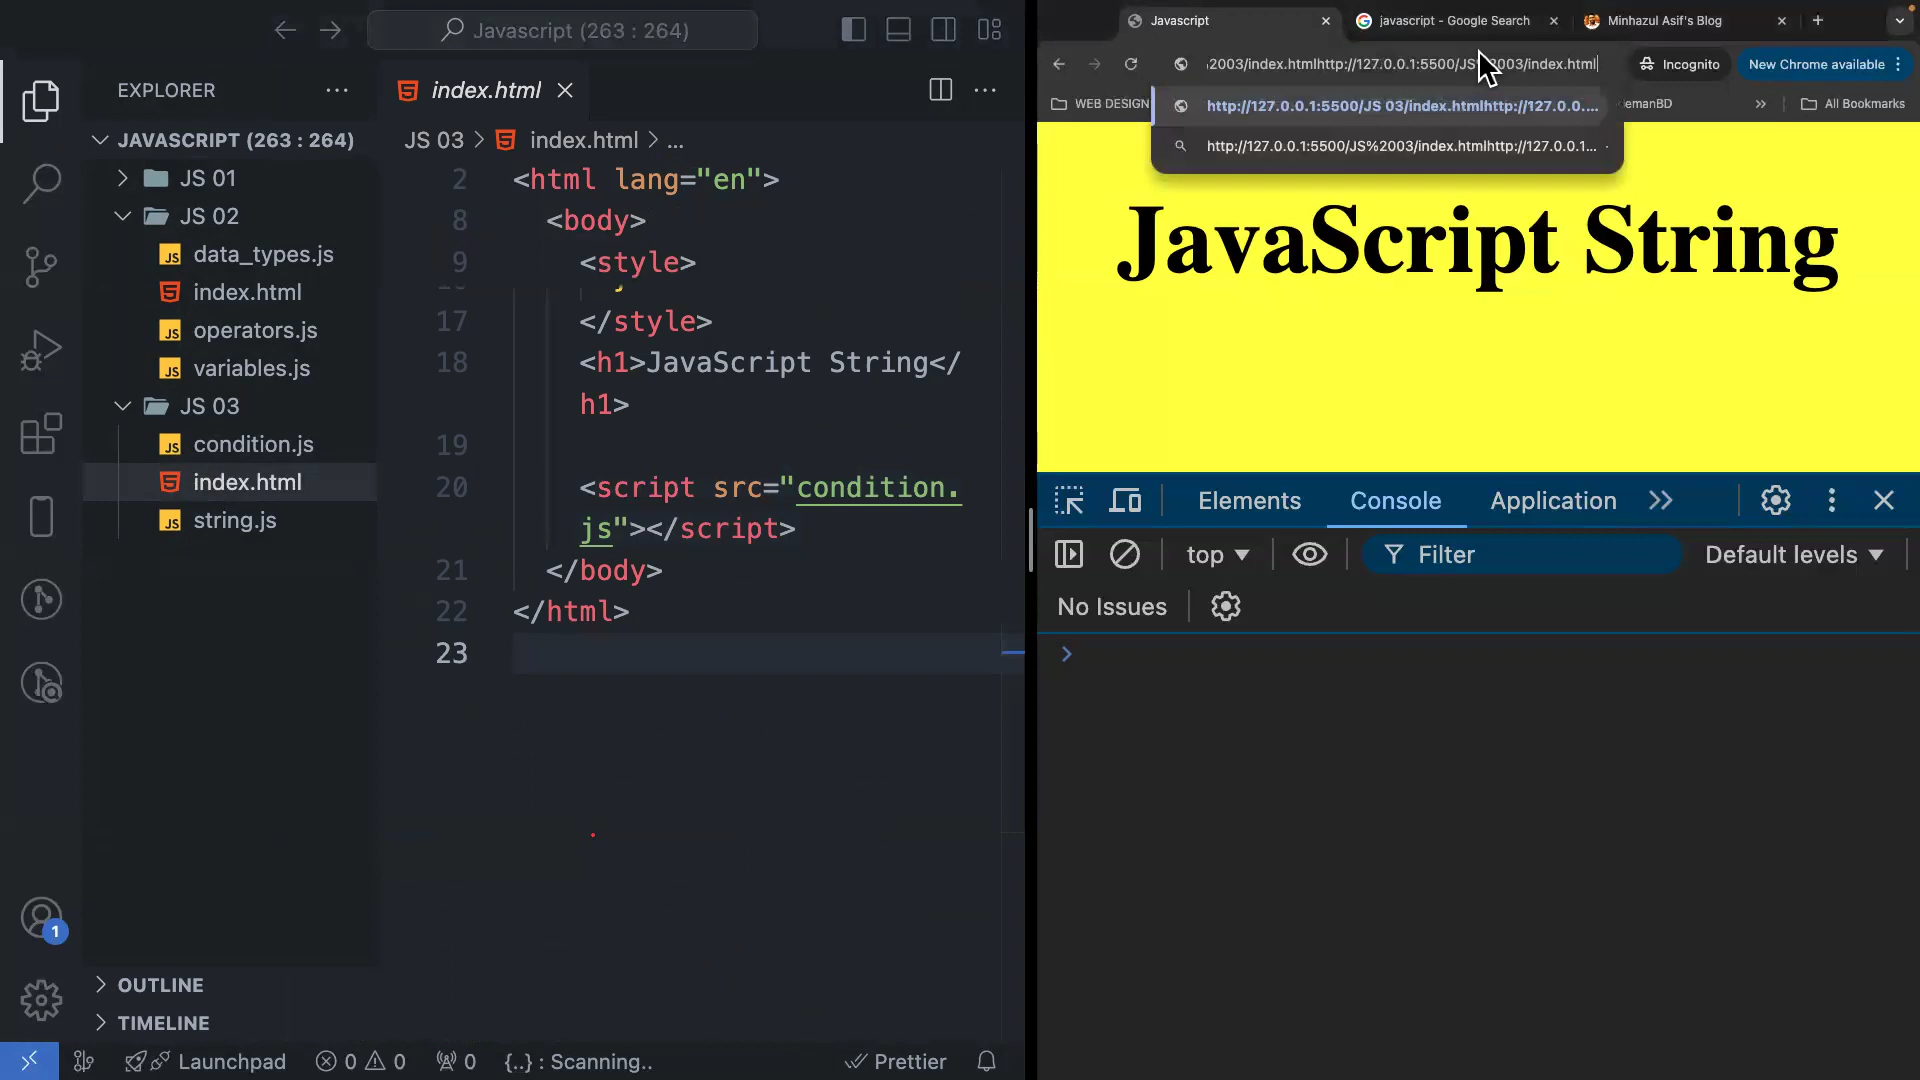 Javascript (263 : 264)
EXPLORER
JAVASCRIPT (263 : 264)
JS 01
JS 02
data_types.js
index.html
operators.js
variables.js
JS 03
condition.js
index.html
string.js
OUTLINE
TIMELINE
1
index.html
JS 03 > index.html > ...
2 <html lang="en">
8 <body>
9 <style>
17 </style>
18 <h1>JavaScript String</
h1>
19
20 <script src="condition.
js"></script>
21 </body>
22 </html>
23
Launchpad
0 0
0
{..} : Scanning..
Prettier
Javascript
javascript - Google Search
Minhazul Asif's Blog
2003/index.htmlhttp://127.0.0.1:5500/JS%2003/index.html
Incognito
New Chrome available
WEB DESIGN
emanBD
All Bookmarks
http://127.0.0.1:5500/JS 03/index.htmlhttp://127.0.0....
http://127.0.0.1:5500/JS%2003/index.htmlhttp://127.0.0.1...
JavaScript String
Elements
Console
Application
top
Filter
Default levels
No Issues